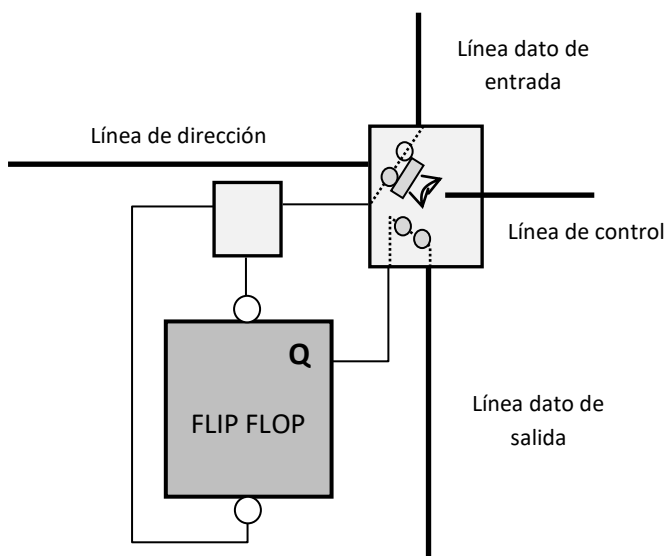 Línea dato de
entrada
Línea de dirección
Línea de control
Q
FLIP FLOP
Línea dato de
salida